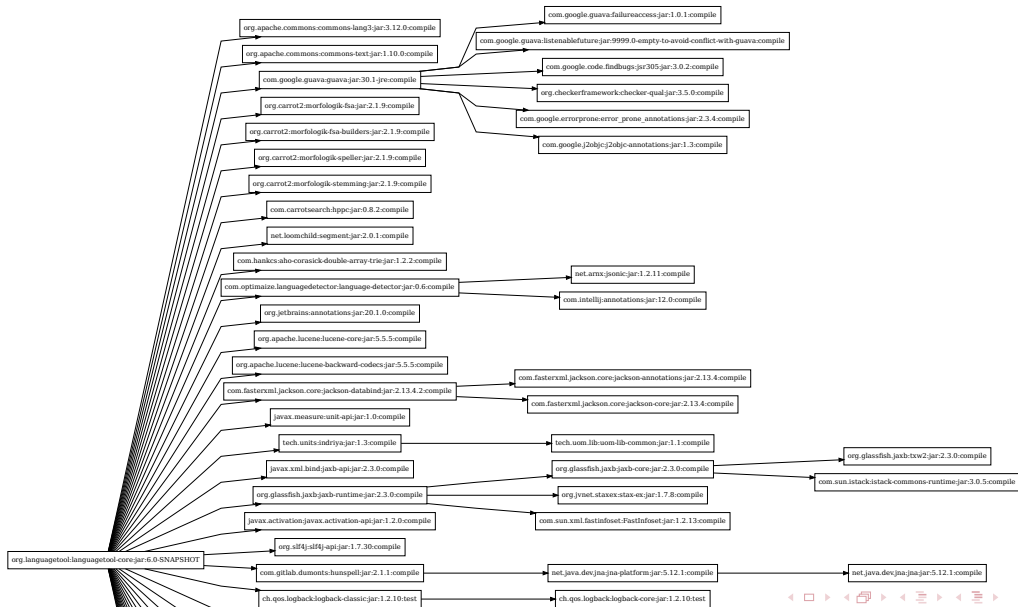 com.google.guava:failureaccess:jar:1.0.1:compile
org.apache.commons:commons-lang3:jar:3.12.0:compile
com.google.guava:listenablefuture:jar:9999.0-empty-to-avoid-conflict-with-guava:compile
org.apache.commons:commons-text:jar:1.10.0:compile
com.google.code.findbugs:jsr305:jar:3.0.2:compile
com.google.guava:guava:jar:30.1-jre:compile
org.checkerframework:checker-qual:jar:3.5.0:compile
org.carrot2:morfologik-fsa:jar:2.1.9:compile
com.google.errorprone:error_prone_annotations:jar:2.3.4:compile
org.carrot2:morfologik-fsa-builders:jar:2.1.9:compile
com.google.j2objc:j2objc-annotations:jar:1.3:compile
org.carrot2:morfologik-speller:jar:2.1.9:compile
org.carrot2:morfologik-stemming:jar:2.1.9:compile
com.carrotsearch:hppc:jar:0.8.2:compile
net.loomchild:segment:jar:2.0.1:compile
com.hankcs:aho-corasick-double-array-trie:jar:1.2.2:compile
net.arnx:jsonic:jar:1.2.11:compile
com.optimaize.languagedetector:language-detector:jar:0.6:compile
com.intellij:annotations:jar:12.0:compile
org.jetbrains:annotations:jar:20.1.0:compile
org.apache.lucene:lucene-core:jar:5.5.5:compile
org.apache.lucene:lucene-backward-codecs:jar:5.5.5:compile
com.fasterxml.jackson.core:jackson-annotations:jar:2.13.4:compile
com.fasterxml.jackson.core:jackson-databind:jar:2.13.4.2:compile
com.fasterxml.jackson.core:jackson-core:jar:2.13.4:compile
javax.measure:unit-api:jar:1.0:compile
tech.units:indriya:jar:1.3:compile
tech.uom.lib:uom-lib-common:jar:1.1:compile
org.glassfish.jaxb:txw2:jar:2.3.0:compile
javax.xml.bind:jaxb-api:jar:2.3.0:compile
org.glassfish.jaxb:jaxb-core:jar:2.3.0:compile
com.sun.istack:istack-commons-runtime:jar:3.0.5:compile
org.glassfish.jaxb:jaxb-runtime:jar:2.3.0:compile
org.jvnet.staxex:stax-ex:jar:1.7.8:compile
javax.activation:javax.activation-api:jar:1.2.0:compile
com.sun.xml.fastinfoset:FastInfoset:jar:1.2.13:compile
org.slf4j:slf4j-api:jar:1.7.30:compile
org.languagetool:languagetool-core:jar:6.0-SNAPSHOT
com.gitlab.dumonts:hunspell:jar:2.1.1:compile
net.java.dev.jna:jna-platform:jar:5.12.1:compile
net.java.dev.jna:jna:jar:5.12.1:compile
ch.qos.logback:logback-classic:jar:1.2.10:test
ch.qos.logback:logback-core:jar:1.2.10:test